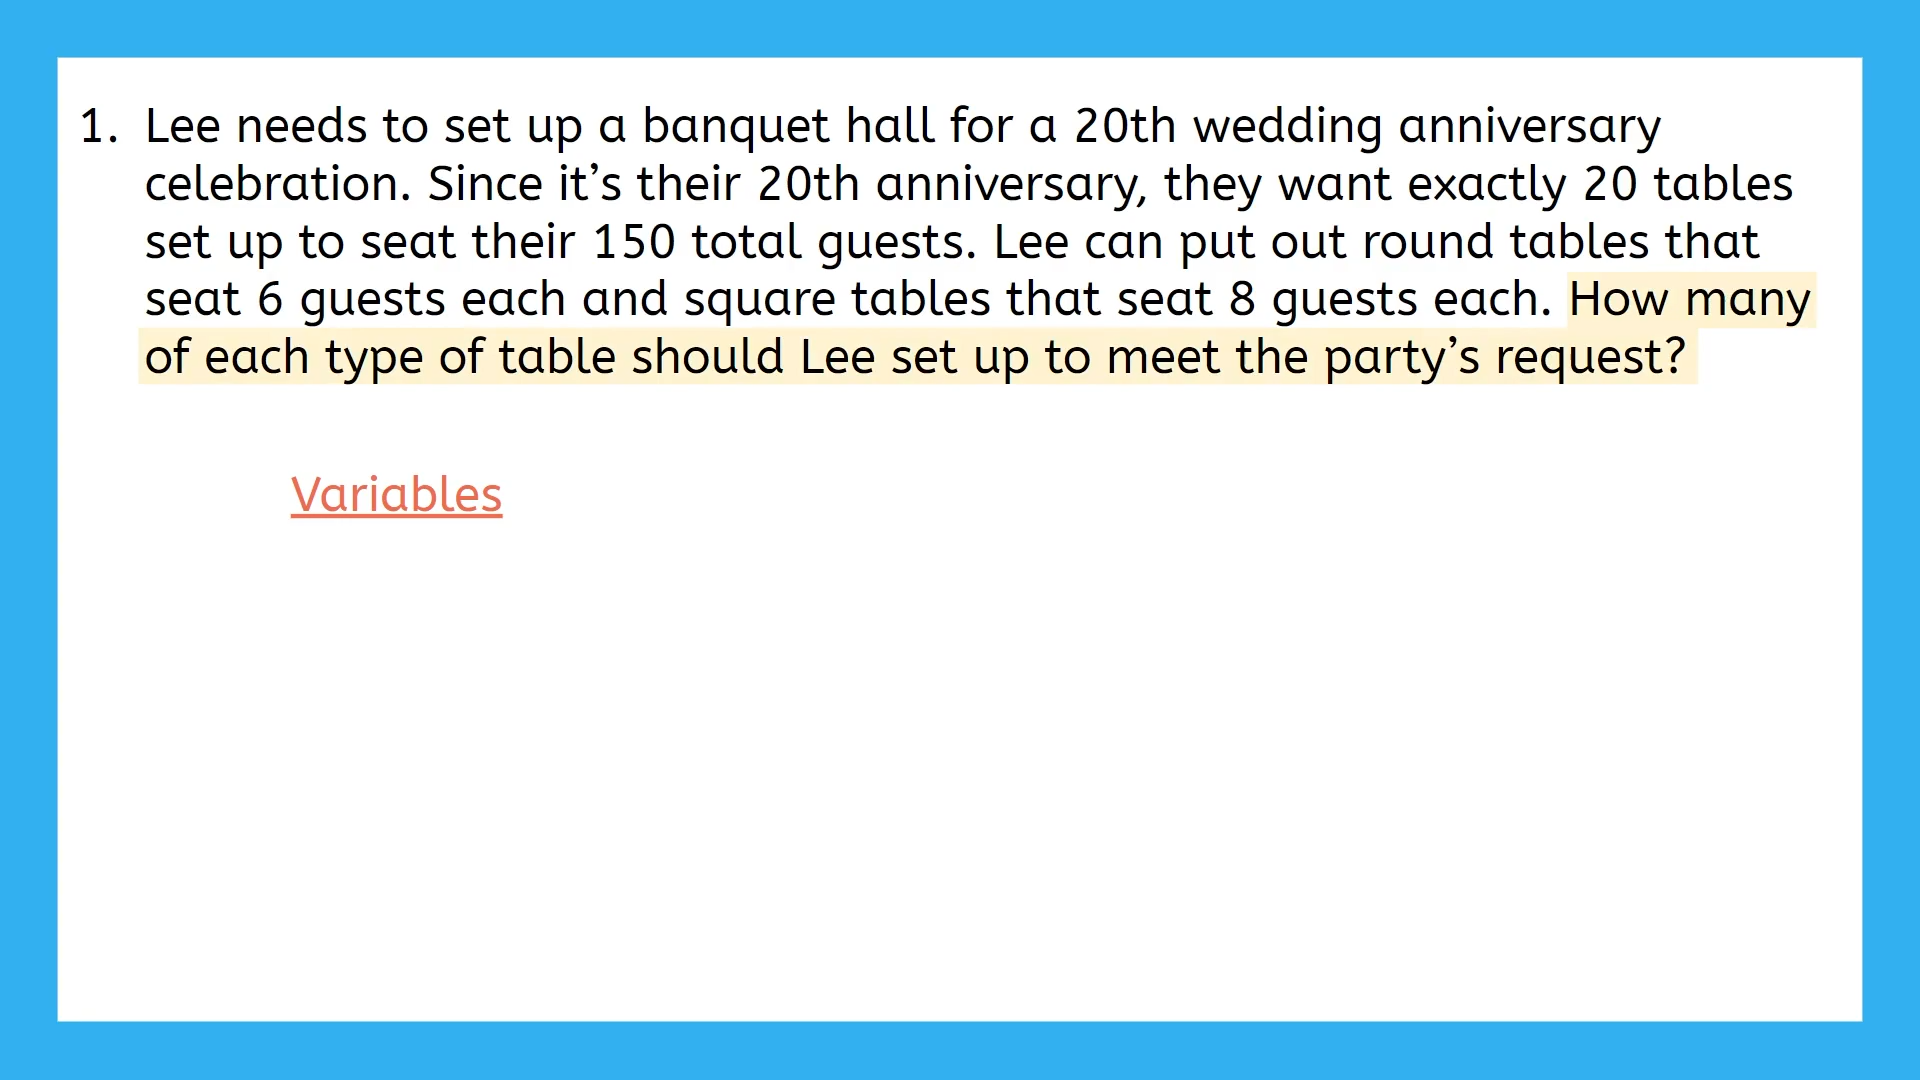 1. Lee needs to set up a banquet hall for a 20th wedding anniversary
celebration. Since it’s their 20th anniversary, they want exactly 20 tables
set up to seat their 150 total guests. Lee can put out round tables that
seat 6 guests each and square tables that seat 8 guests each. How many
of each type of table should Lee set up to meet the party’s request?
Variables